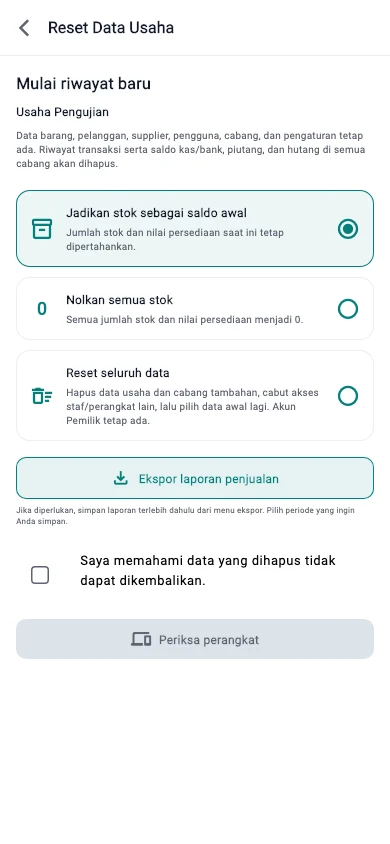 Reset Data Usaha
Mulai riwayat baru
Usaha Pengujian
Data barang, pelanggan, supplier, pengguna, cabang, dan pengaturan tetap
ada. Riwayat transaksi serta saldo kas/bank, piutang, dan hutang di semua
cabang akan dihapus.
Jadikan stok sebagai saldo awal
Jumlah stok dan nilai persediaan saat ini tetap
dipertahankan.
0
Nolkan semua stok
Semua jumlah stok dan nilai persediaan menjadi 0.
Reset seluruh data
Hapus data usaha dan cabang tambahan, cabut akses
staf/perangkat lain, lalu pilih data awal lagi. Akun
Pemilik tetap ada.
Ekspor laporan penjualan
Jika diperlukan, simpan laporan terlebih dahulu dari menu ekspor. Pilih periode yang ingin
Anda simpan.
Saya memahami data yang dihapus tidak
dapat dikembalikan.
Periksa perangkat